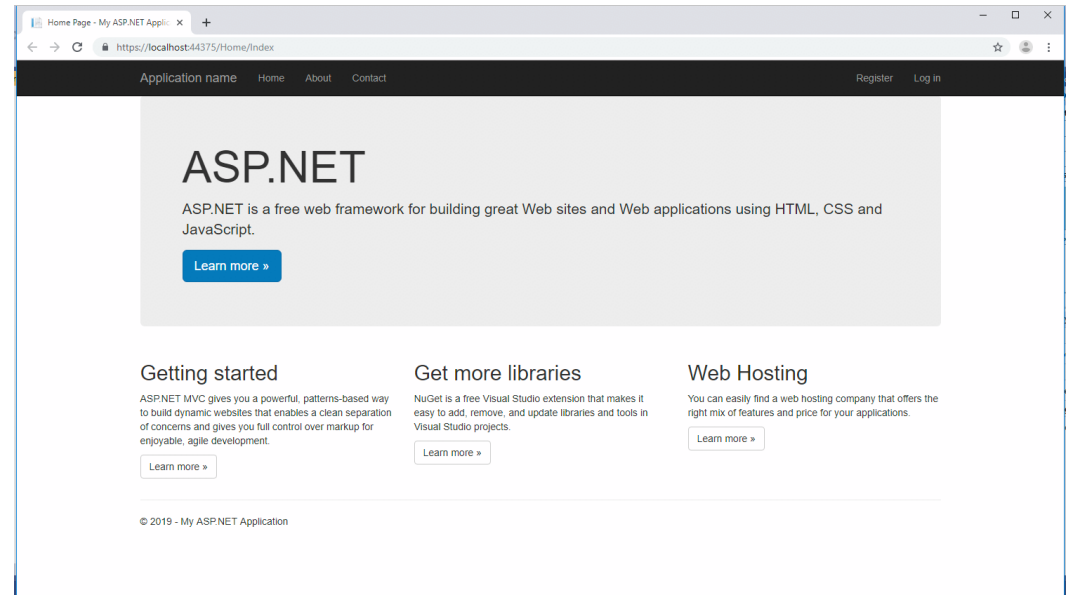 Home Page - My ASP.NET Applic
https://localhost:44375/Home/Index
Application name Home About Contact Register Log in
ASP.NET
ASP.NET is a free web framework for building great Web sites and Web applications using HTML, CSS and
JavaScript.
Learn more »
Getting started
ASP.NET MVC gives you a powerful, patterns-based way
to build dynamic websites that enables a clean separation
of concerns and gives you full control over markup for
enjoyable, agile development.
Learn more »
Get more libraries
NuGet is a free Visual Studio extension that makes it
easy to add, remove, and update libraries and tools in
Visual Studio projects.
Learn more »
Web Hosting
You can easily find a web hosting company that offers the
right mix of features and price for your applications.
Learn more »
© 2019 - My ASP.NET Application